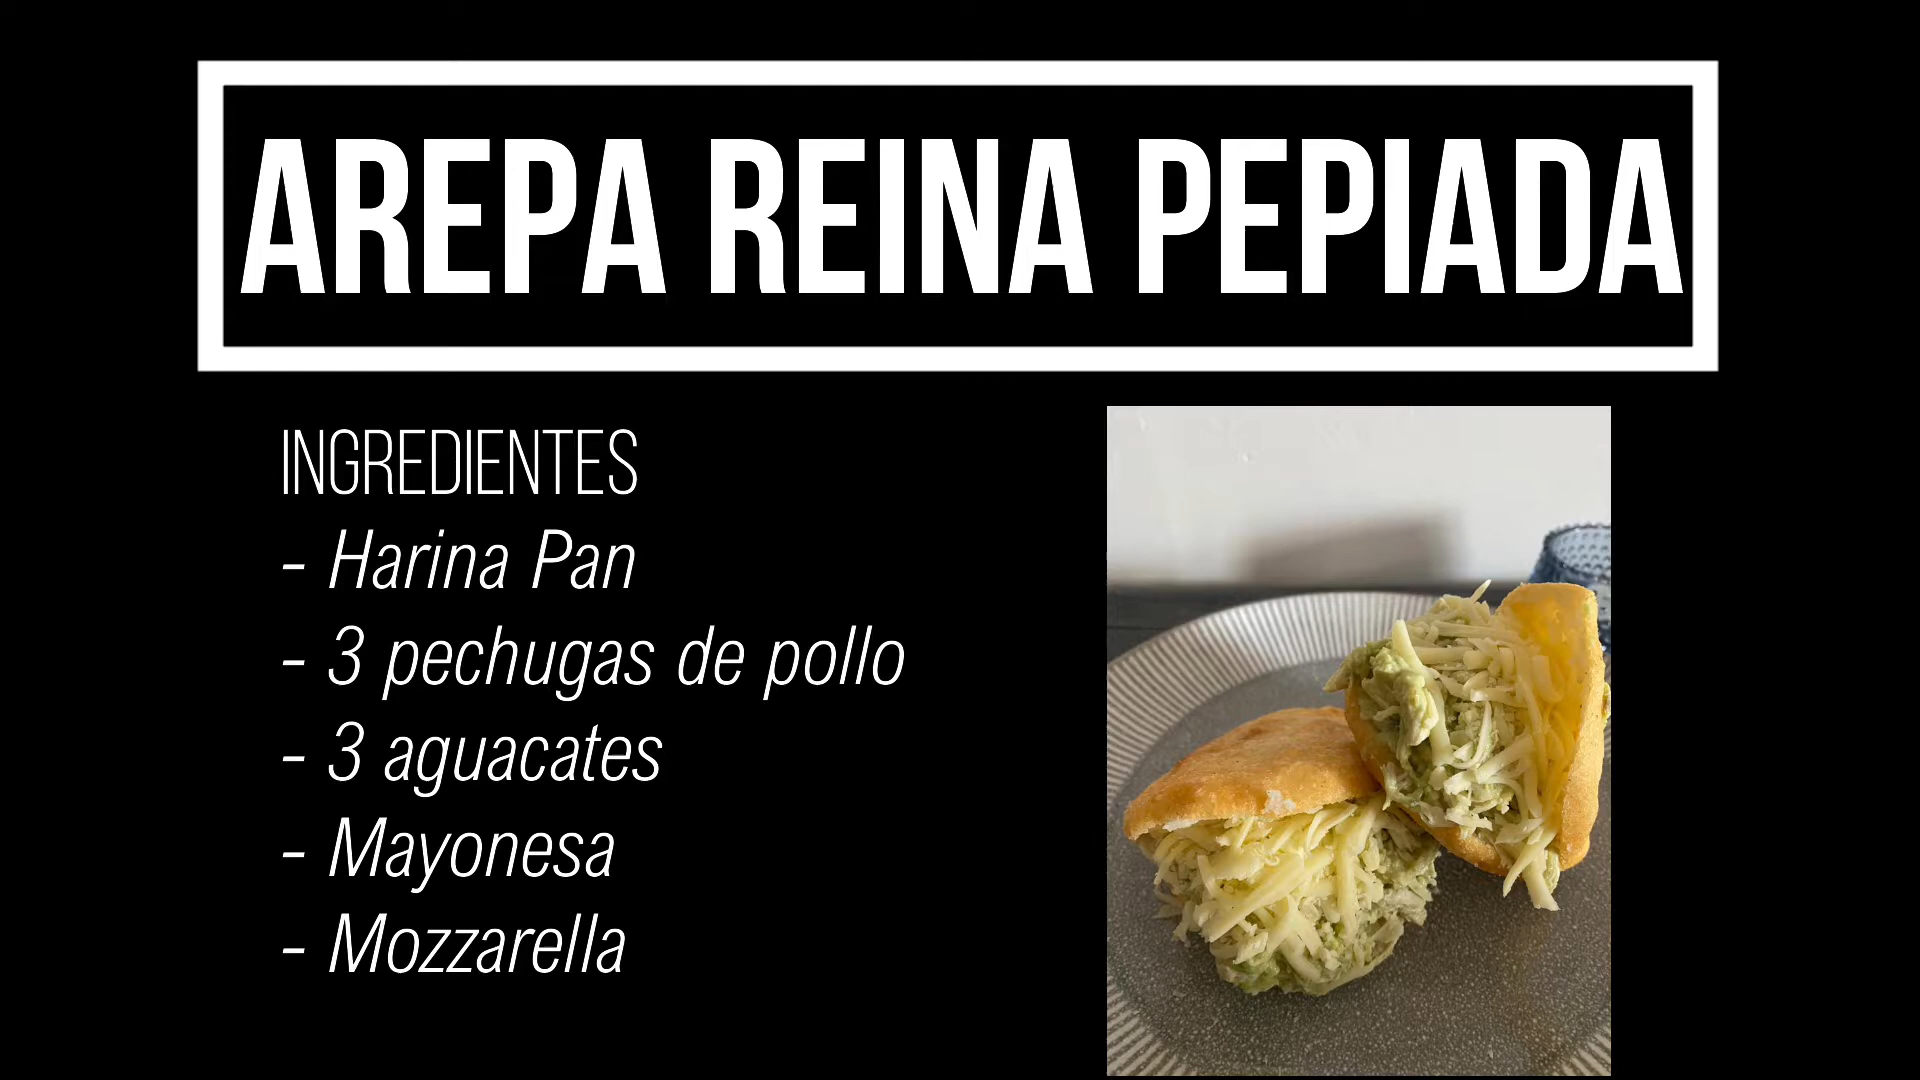 AREPA REINA PEPIADA
INGREDIENTES
- Harina Pan
- 3 pechugas de pollo
- 3 aguacates
- Mayonesa
- Mozzarella